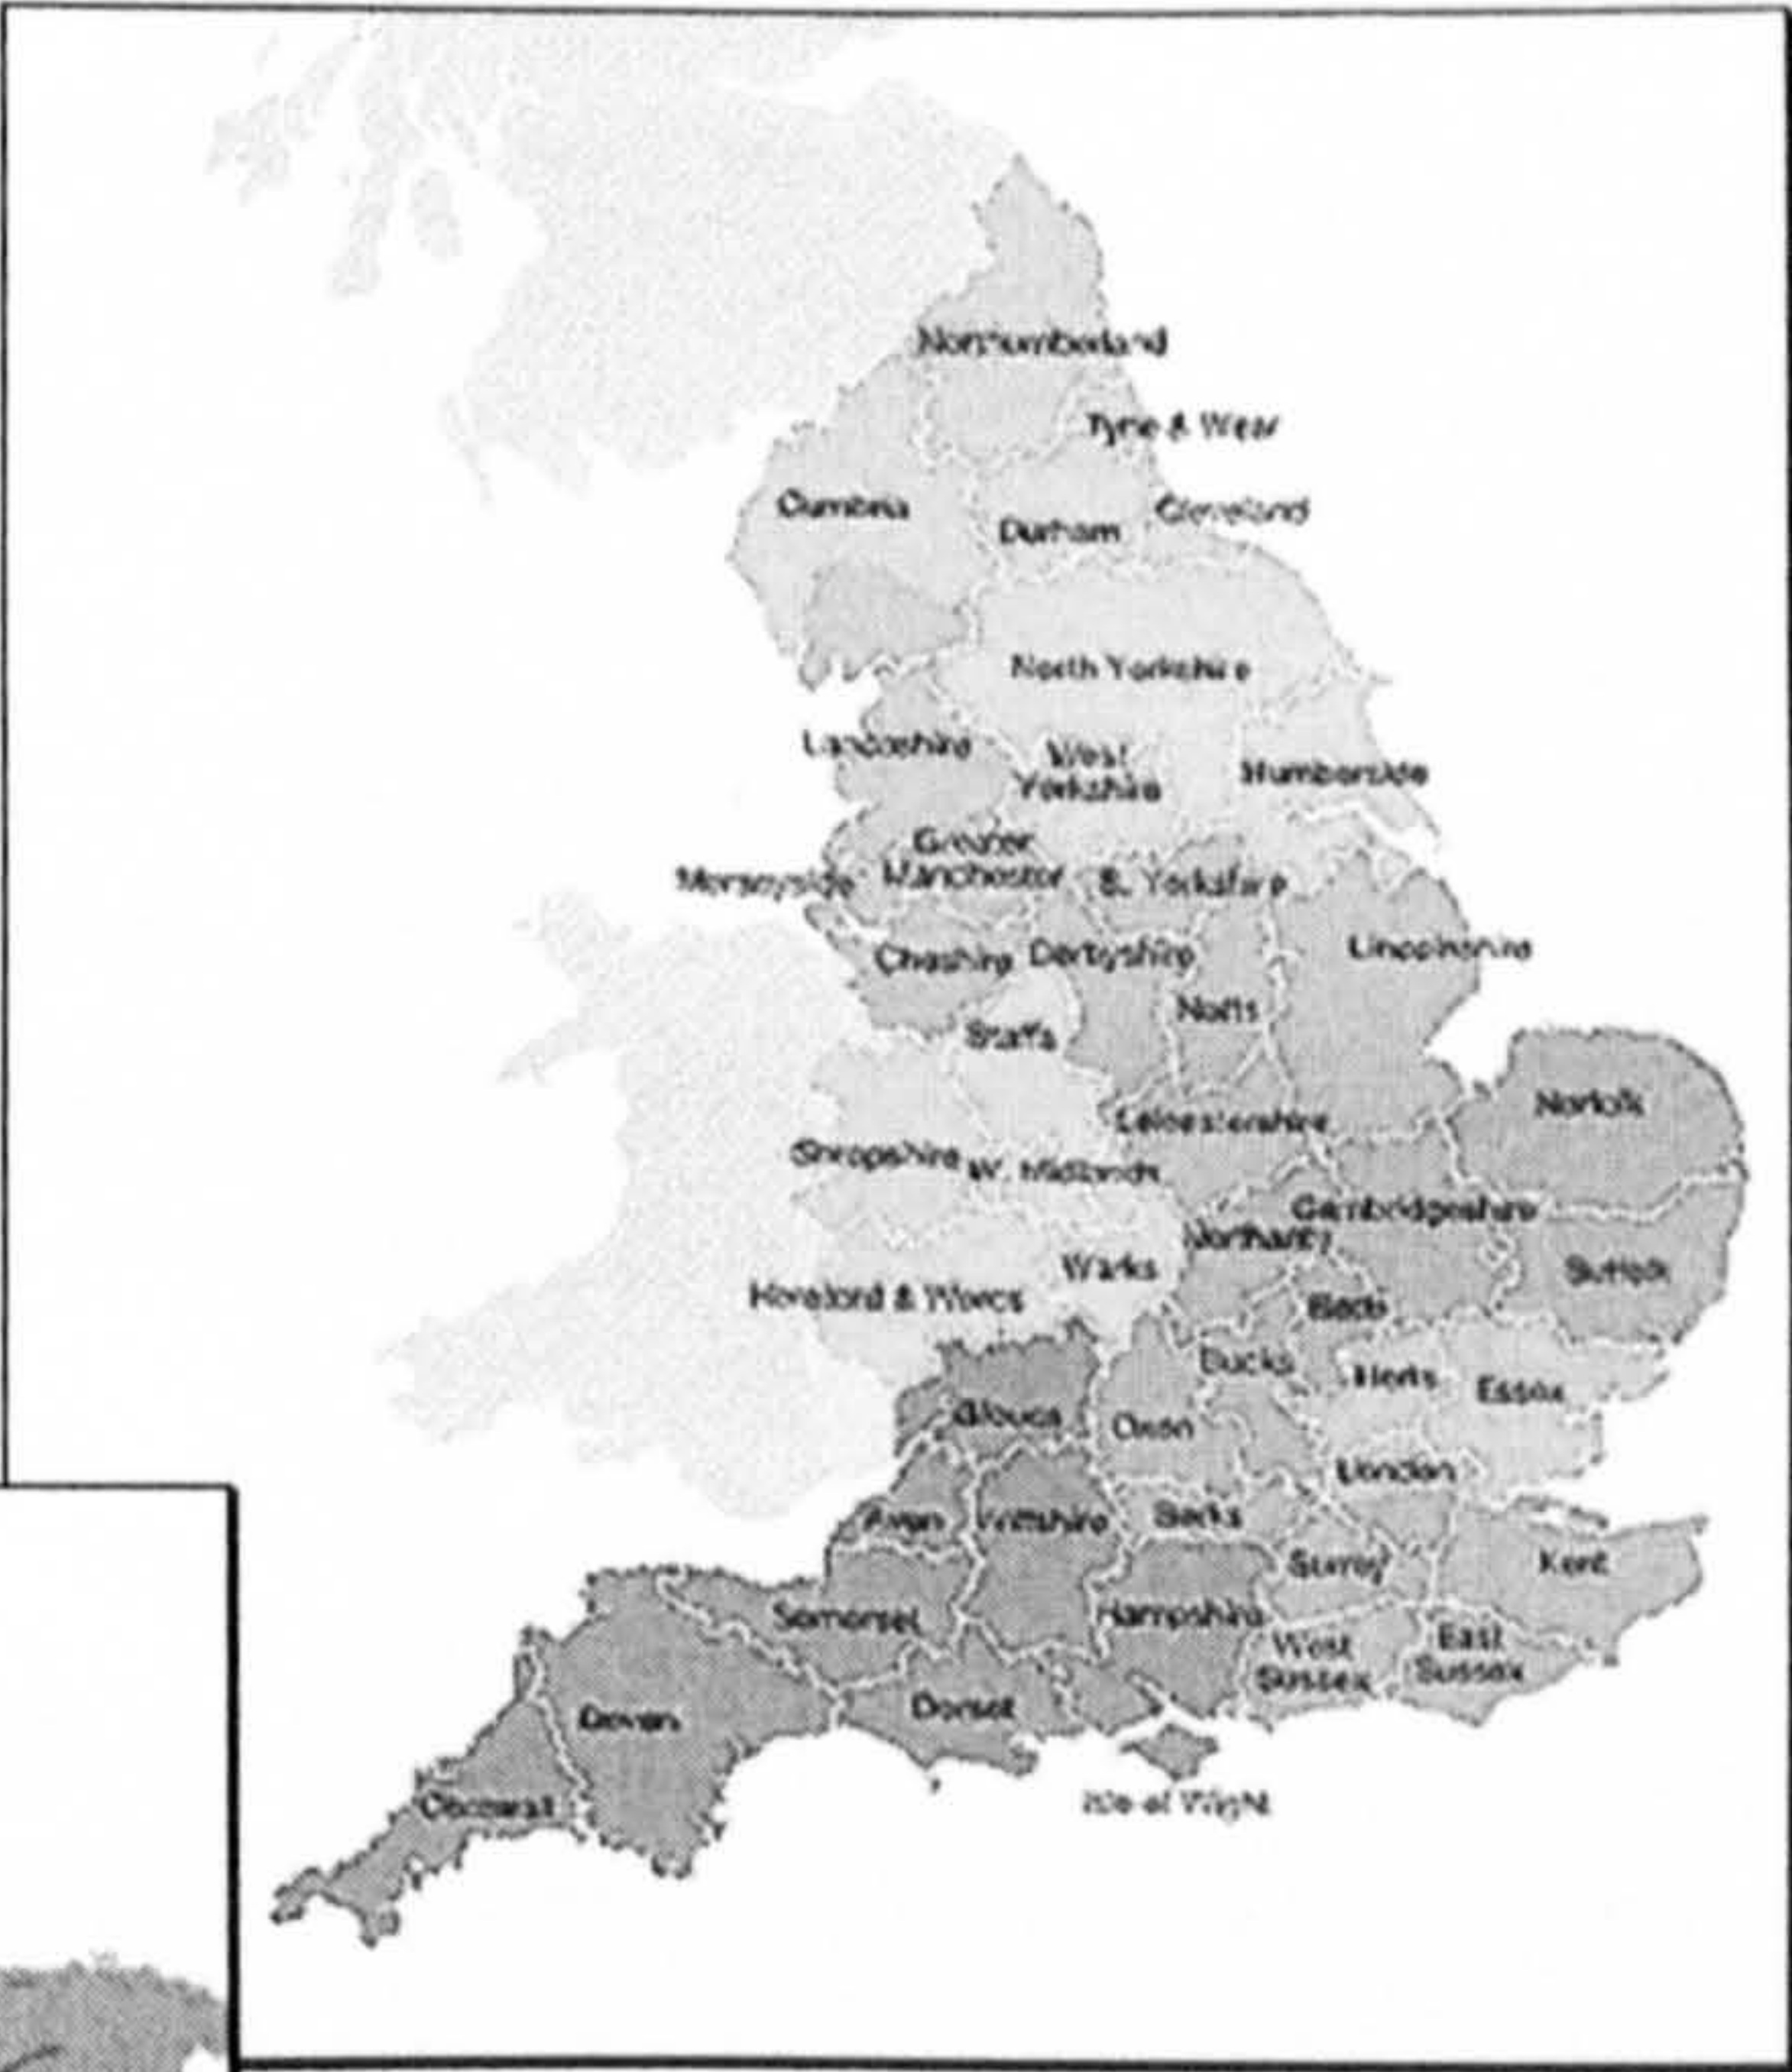 Northumberland
Tyne & Wear
Cumbria
Durham
Cleveland
North Yorkshire
Lancashire
West
Yorkshire
Humberside
Greater
Manchester
Merseyside
S. Yorkshire
Cheshire
Derbyshire
Lincolnshire
Notts
Staffs
Norfolk
Leicestershire
Shropshire
W. Midlands
Cambridgeshire
Northants
Warks
Suffolk
Hereford & Worcs
Beds
Bucks
Herts
Essex
Gloucs
Oxon
London
Avon
Wiltshire
Berks
Surrey
Kent
Somerset
Hampshire
West
Sussex
East
Sussex
Devon
Dorset
Cornwall
Isle of Wight